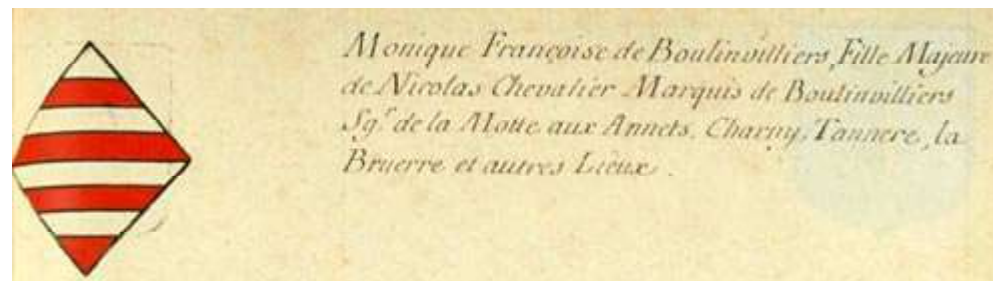 Monique Françoise de Boulinvilliers, Fille Majeure
de Nicolas Chevalier Marquis de Boulinvilliers
Sgr. de la Motte aux Annets. Charny, Tannere, la
Bruerre et autres Lieux.